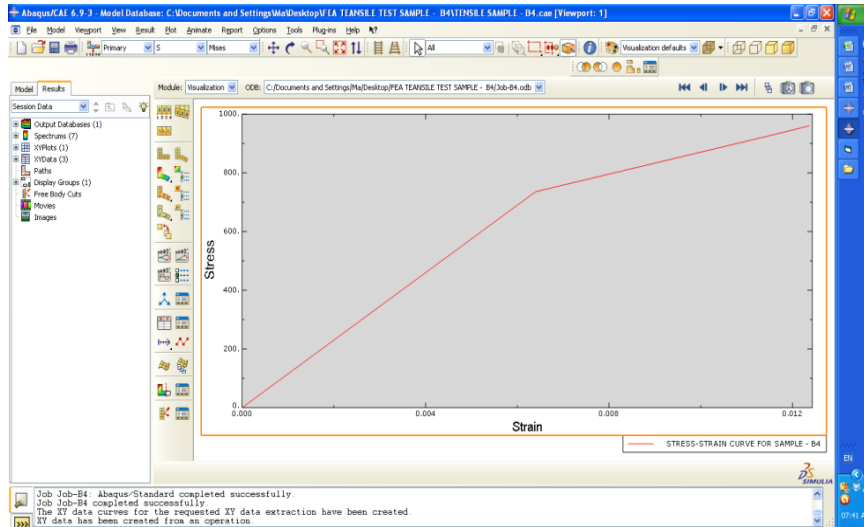 Abaqus/CAE 6.9-3 - Model Database: C:\Documents and Settings\Ma\Desktop\FEA TEANSILE TEST SAMPLE - B4\TENSILE SAMPLE - B4.cae [Viewport: 1]
File Model Viewport View Result Plot Animate Report Options Tools Plug-ins Help
Primary S Mises All Visualization defaults
Model Results
Module: Visualization ODB: C:/Documents and Settings/Ma/Desktop/FEA TEANSILE TEST SAMPLE - B4/Job-B4.odb
Session Data
Output Databases (1)
Spectrums (7)
XYPlots (1)
XYData (3)
Paths
Display Groups (1)
Free Body Cuts
Movies
Images
1000.
800.
600.
400.
200.
0.
Stress
0.000 0.004 0.008 0.012
Strain
STRESS-STRAIN CURVE FOR SAMPLE - B4
SIMULIA
Job Job-B4: Abaqus/Standard completed successfully.
Job Job-B4 completed successfully.
The XY data curves for the requested XY data extraction have been created.
XY data has been created from an operation.
>>>
EN
07:41 A